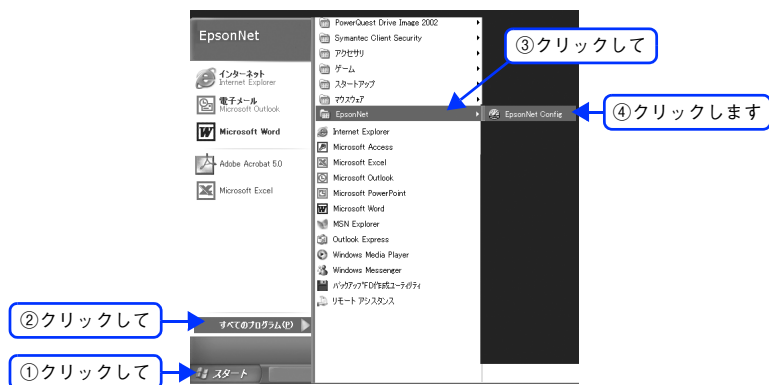 EpsonNet
インターネット
Internet Explorer
電子メール
Microsoft Outlook
Microsoft Word
Adobe Acrobat 5.0
Microsoft Excel
すべてのプログラム(P)
スタート
PowerQuest Drive Image 2002
Symantec Client Security
アクセサリ
ゲーム
スタートアップ
マカフェア
EpsonNet
Internet Explorer
Microsoft Access
Microsoft Excel
Microsoft Outlook
Microsoft PowerPoint
Microsoft Word
MSN Explorer
Outlook Express
Windows Media Player
Windows Messenger
バックアップFD作成ユーティリティ
リモート アシスタンス
EpsonNet Config
①クリックして
②クリックして
③クリックして
④クリックします